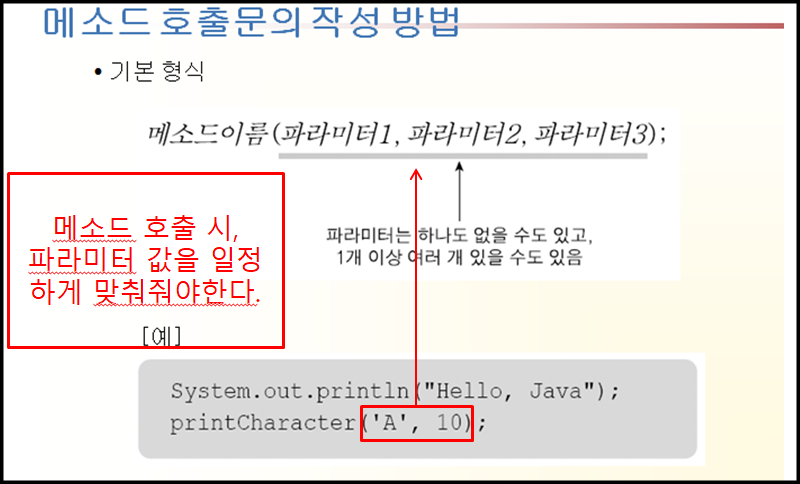 메소드 호출문의 작성 방법
• 기본 형식
메소드이름(파라미터1, 파라미터2, 파라미터3);
파라미터는 하나도 없을 수도 있고,
1개 이상 여러 개 있을 수도 있음
메소드 호출 시,
파라미터 값을 일정
하게 맞춰줘야한다.
[예]
System.out.println("Hello, Java");
printCharacter('A', 10);